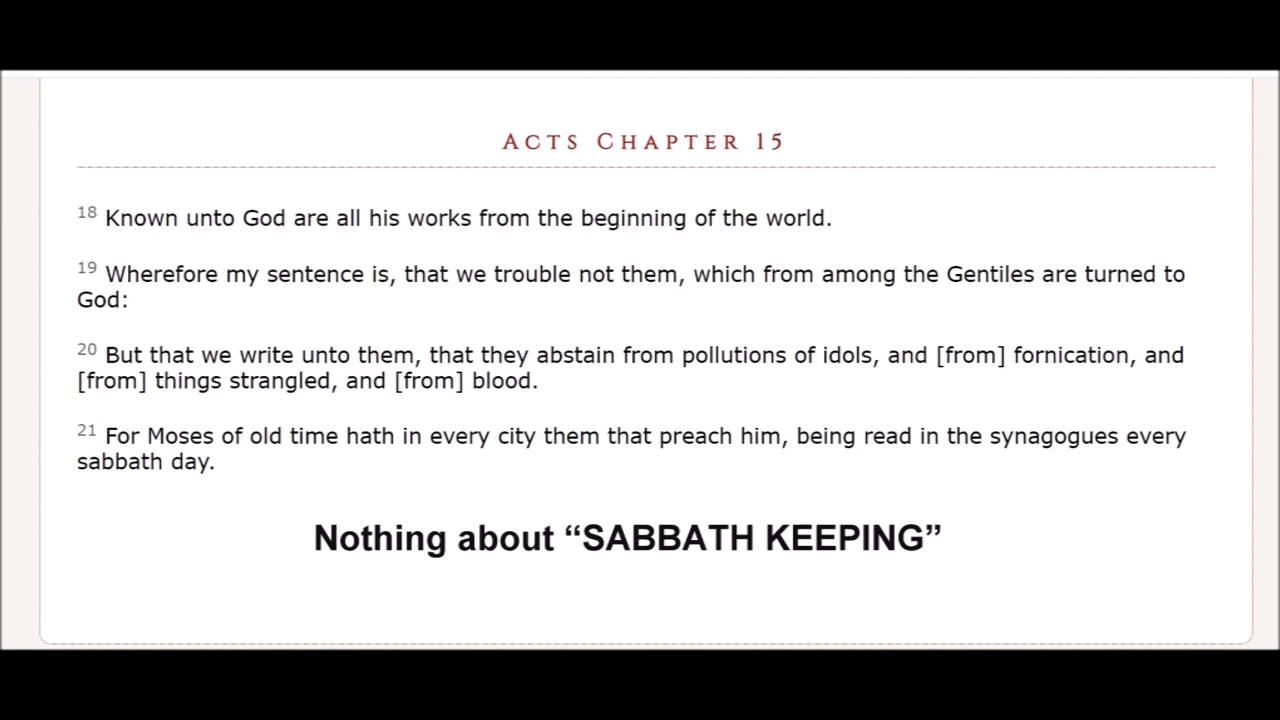 Acts Chapter 15
18 Known unto God are all his works from the beginning of the world.
19 Wherefore my sentence is, that we trouble not them, which from among the Gentiles are turned to
God:
20 But that we write unto them, that they abstain from pollutions of idols, and [from] fornication, and
[from] things strangled, and [from] blood.
21 For Moses of old time hath in every city them that preach him, being read in the synagogues every
sabbath day.
Nothing about “SABBATH KEEPING”